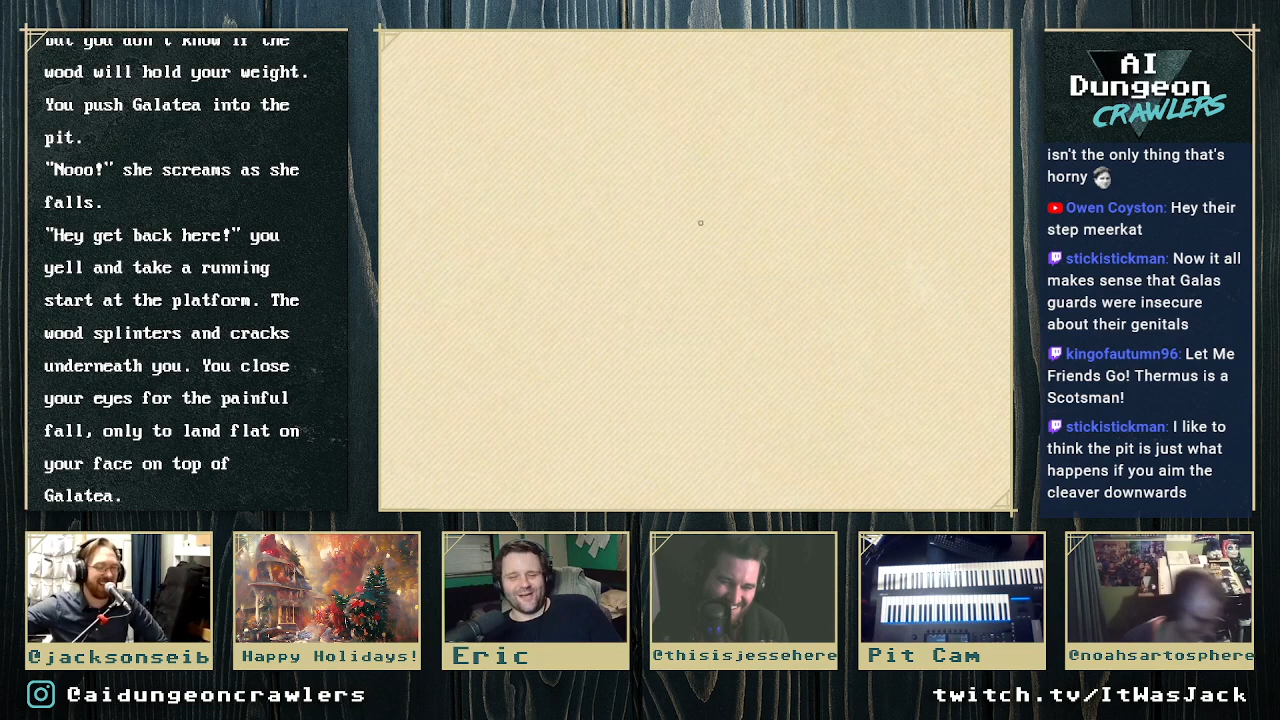 but you don't know if the
wood will hold your weight.
You push Galatea into the
pit.
"Nooo!" she screams as she
falls.
"Hey get back here!" you
yell and take a running
start at the platform. The
wood splinters and cracks
underneath you. You close
your eyes for the painful
fall, only to land flat on
your face on top of
Galatea.
AI
Dungeon
CRAWLERS
isn't the only thing that's
horny
Owen Coyston: Hey their
step meerkat
stickistickman: Now it all
makes sense that Galas
guards were insecure
about their genitals
kingofautumn96: Let Me
Friends Go! Thermus is a
Scotsman!
stickistickman: I like to
think the pit is just what
happens if you aim the
cleaver downwards
@jacksonseib
Happy Holidays!
Eric
@thisisjessehere
Pit Cam
@noahsartosphere
@aidungeoncrawlers
twitch.tv/ItWasJack